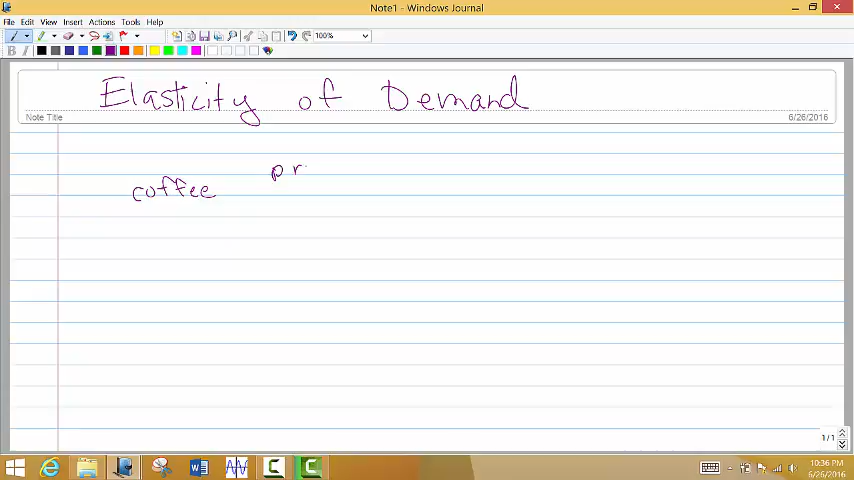 Note1 - Windows Journal
File Edit View Insert Actions Tools Help
100%
B I
Elasticity of Demand
Note Title
6/26/2016
pr
coffee
1/1
10:36 PM
6/26/2016